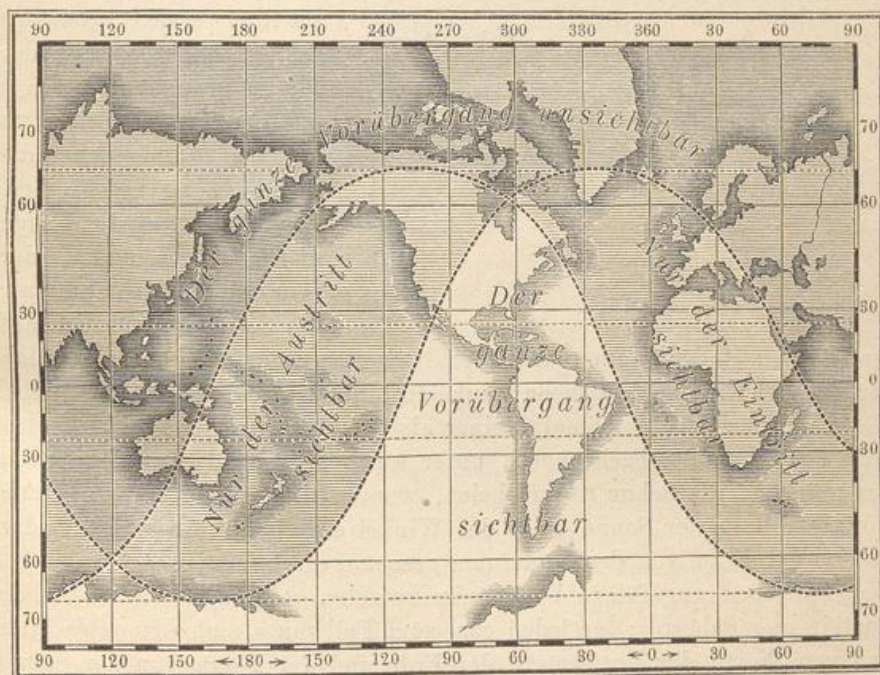 90 120 150 180 210 240 270 300 330 0 30 60 90
70 70
60 60
30 30
0 0
30 30
60 60
70 70
Der ganze Vorübergang unsichtbar
Nur der Austritt
sichtbar
Der
ganze
Vorübergang
sichtbar
Nur der Eintritt
sichtbar
90 120 150 ←180→ 150 120 90 60 30 ←0→ 30 60 90